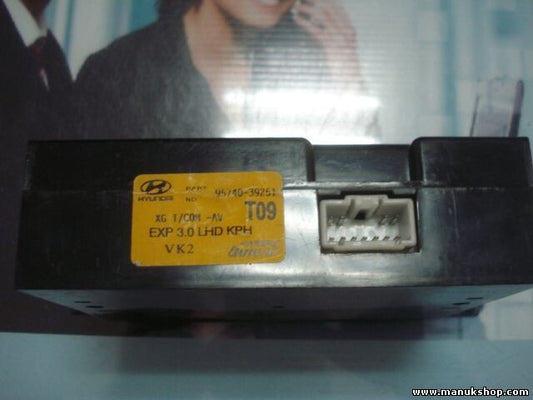 HYUNDAI
PART NO 95740-39251
XG T/COM -AV T09
EXP 3.0 LHD KPH
VK2
www.manukshop.com